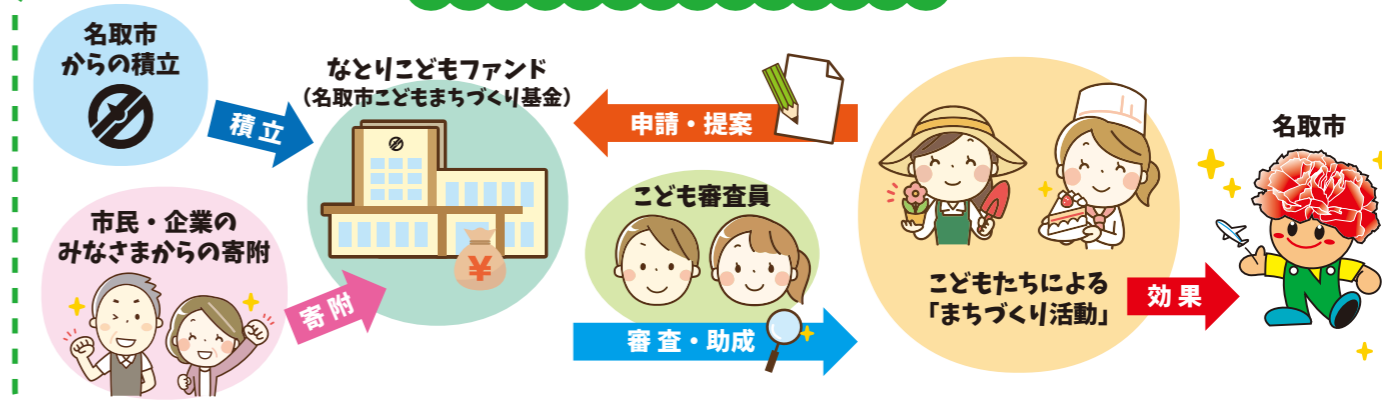 名取市
からの積立
積立
市民・企業の
みなさまからの寄附
寄附
なとりこどもファンド
(名取市こどもまちづくり基金)
¥
申請・提案
こども審査員
審査・助成
こどもたちによる
「まちづくり活動」
効果
名取市